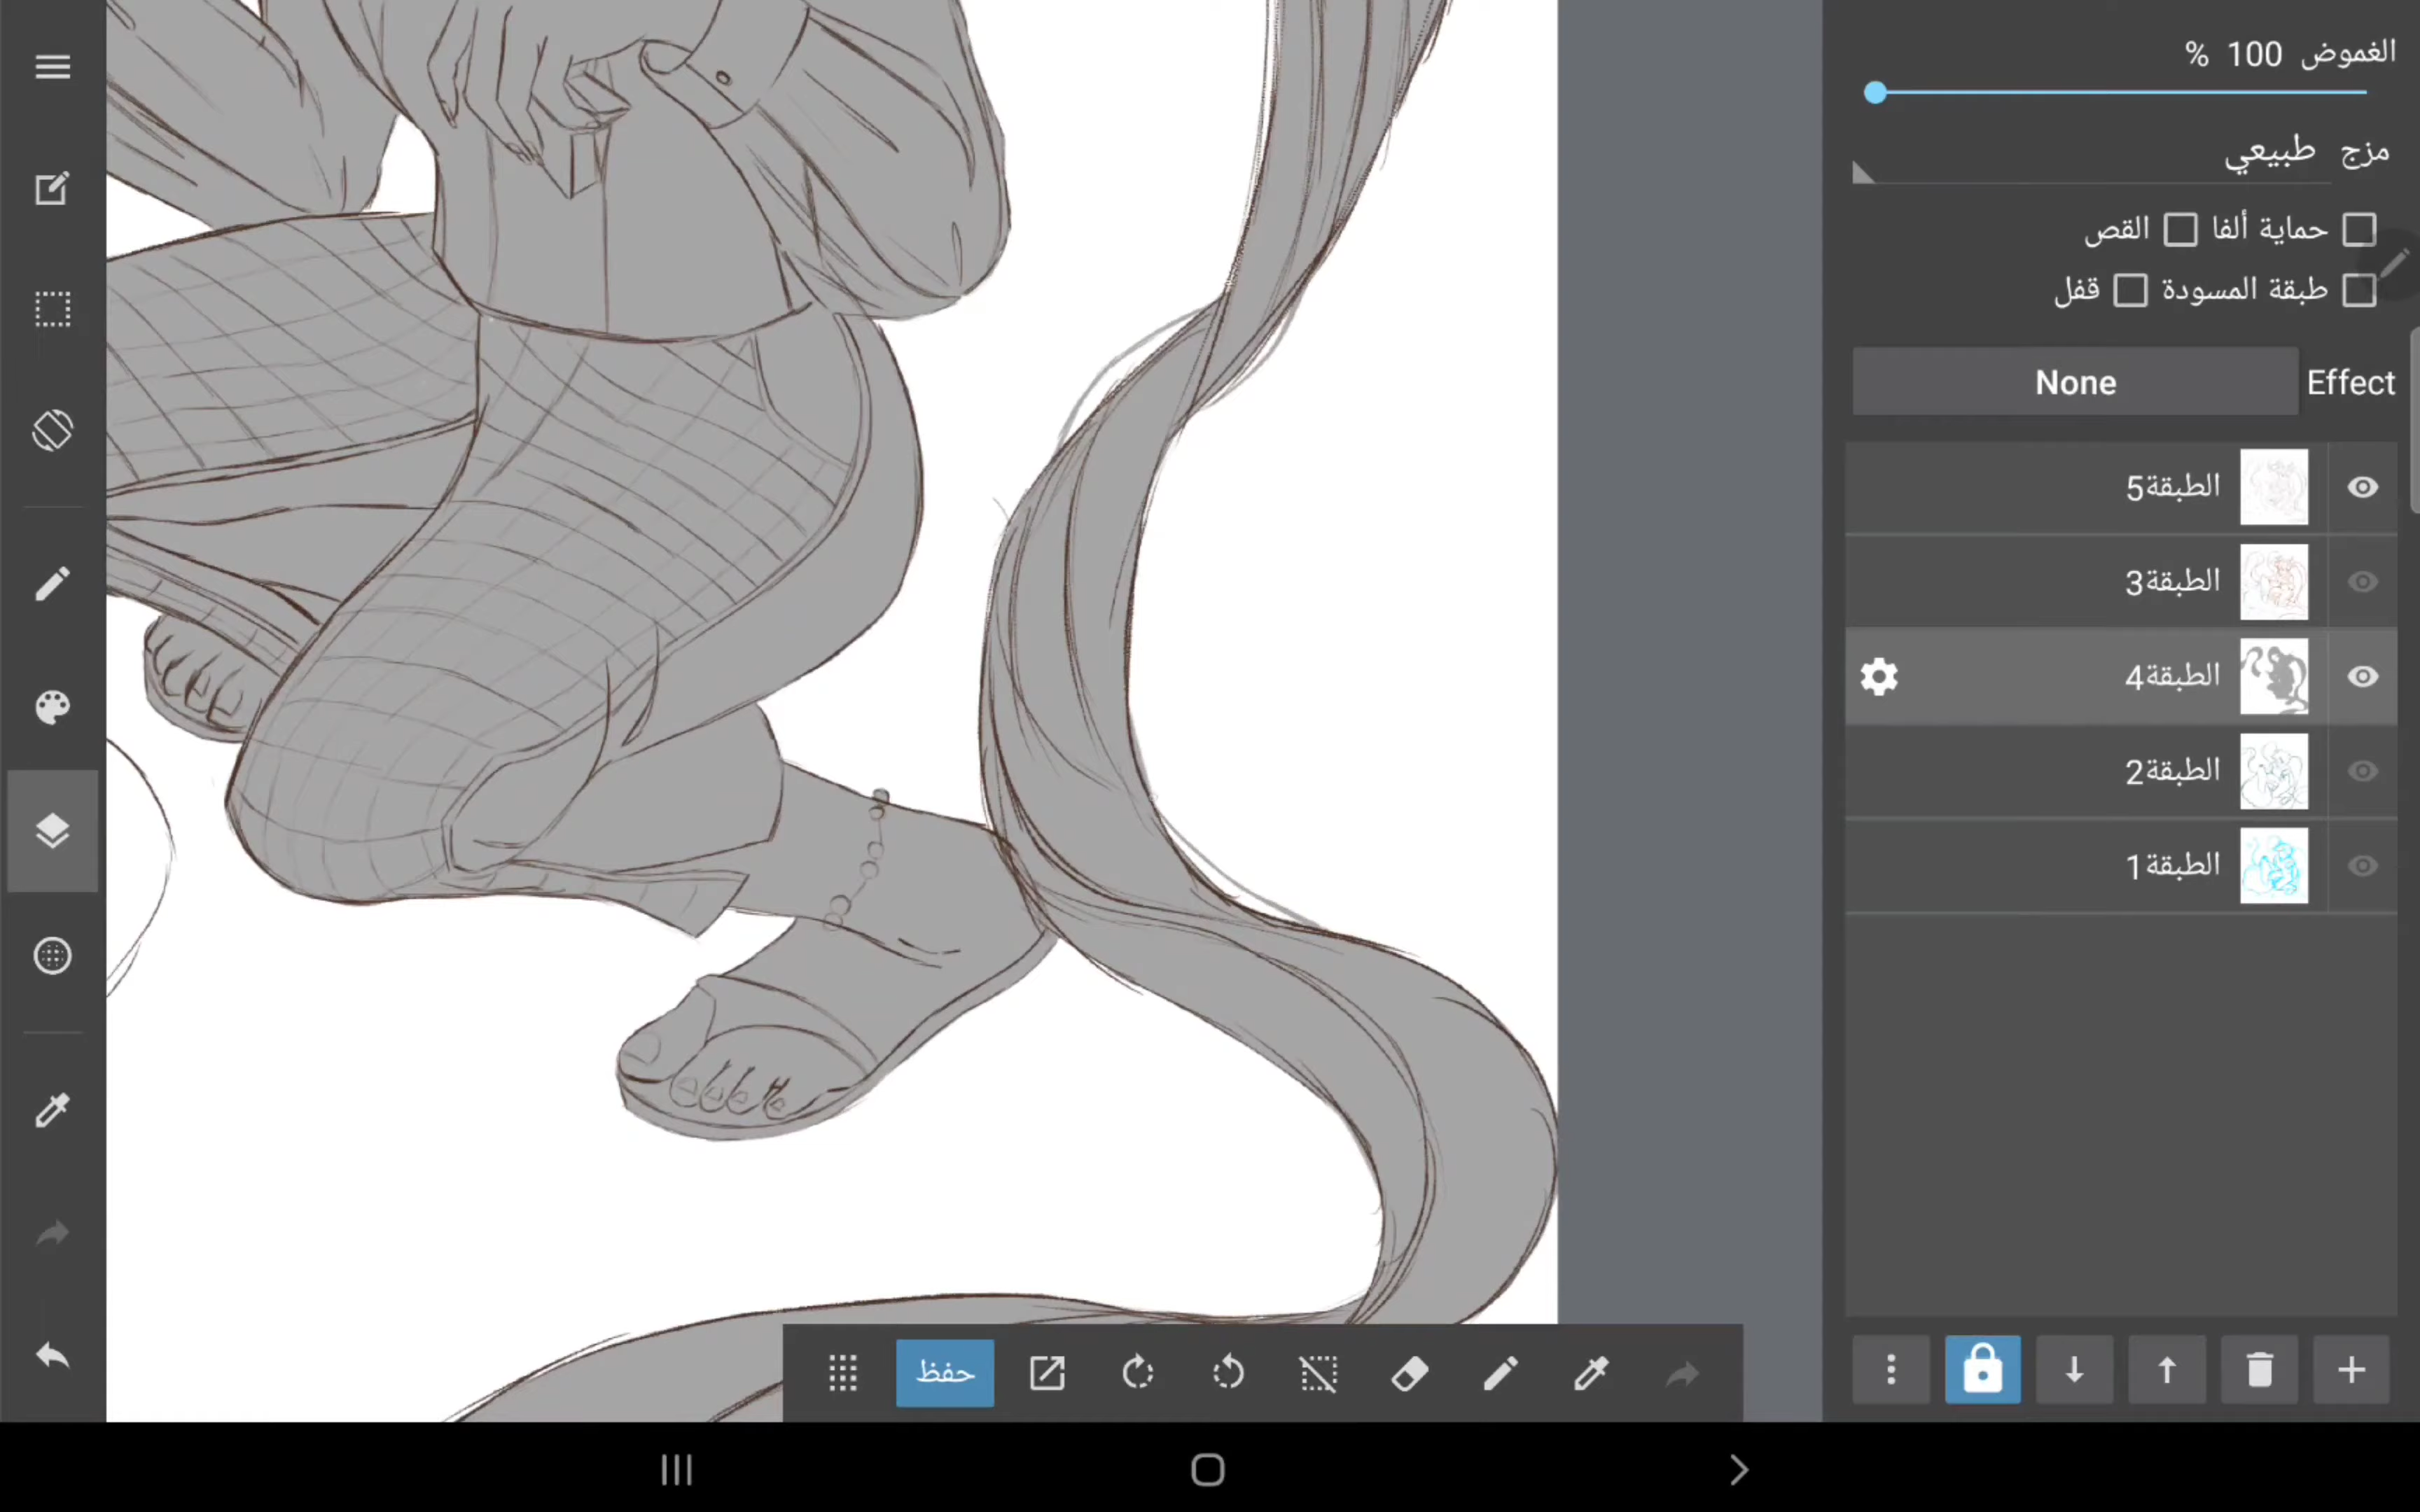 الغموض 100 %
مزج طبيعي
حماية ألفا القص
طبقة المسودة قفل
Effect None
الطبقة5
الطبقة3
الطبقة4
الطبقة2
الطبقة1
حفظ